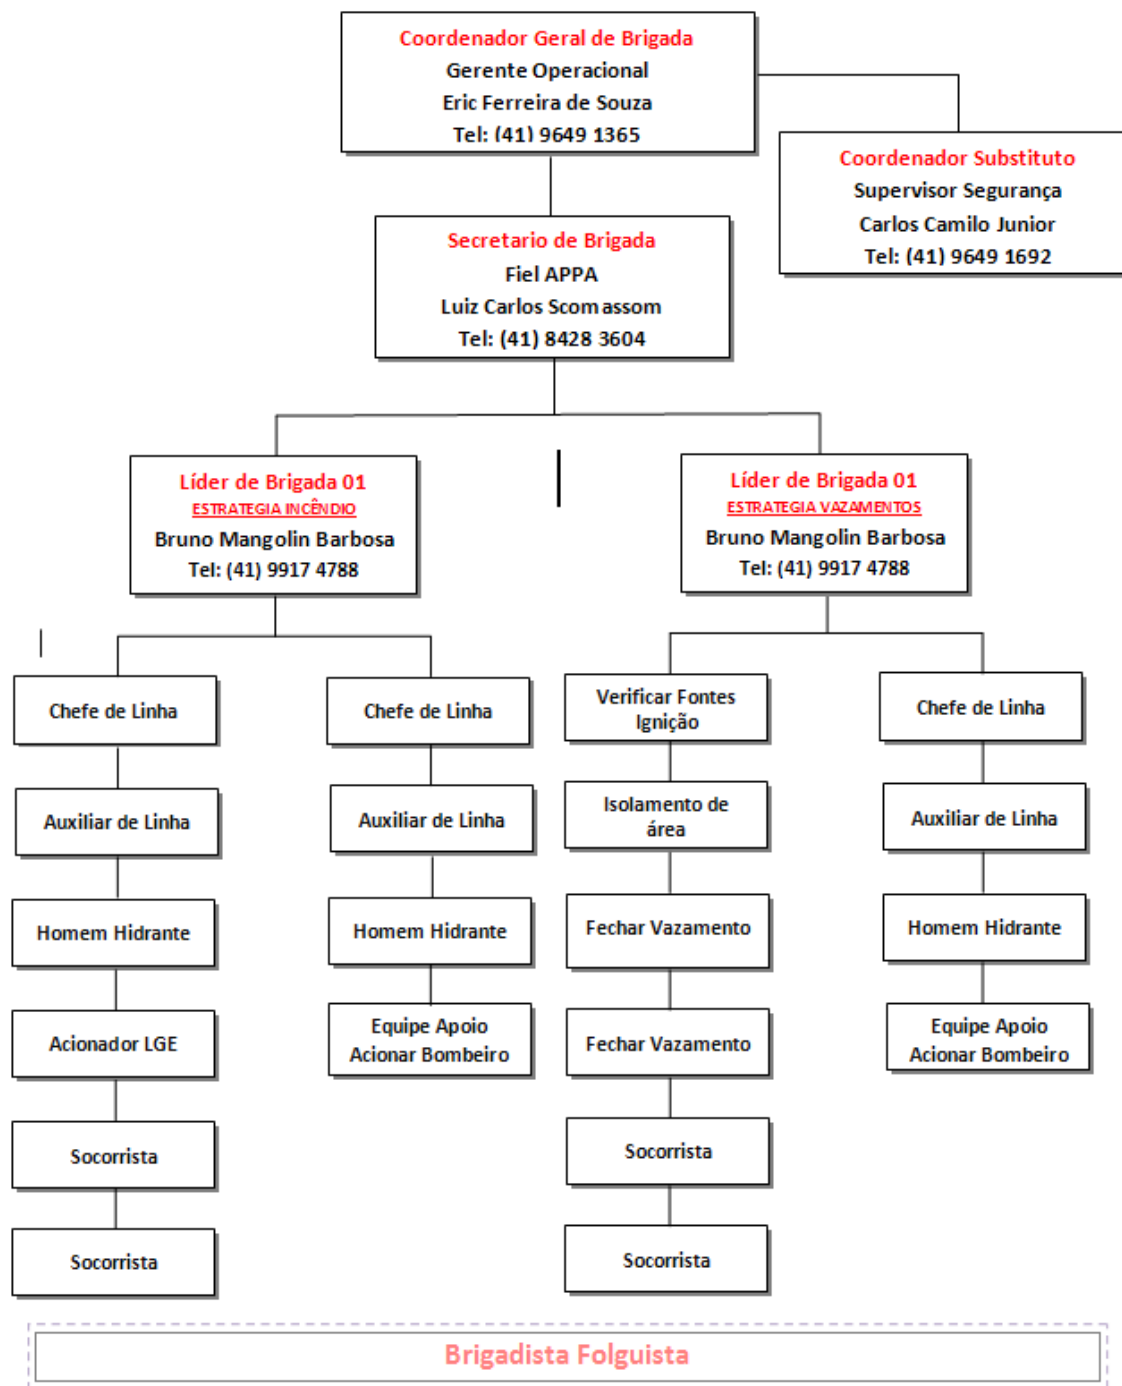 Coordenador Geral de Brigada
Gerente Operacional
Eric Ferreira de Souza
Tel: (41) 9649 1365
Coordenador Substituto
Supervisor Segurança
Carlos Camilo Junior
Tel: (41) 9649 1692
Secretario de Brigada
Fiel APPA
Luiz Carlos Scomassom
Tel: (41) 8428 3604
Líder de Brigada 01
ESTRATEGIA INCÊNDIO
Bruno Mangolin Barbosa
Tel: (41) 9917 4788
Líder de Brigada 01
ESTRATEGIA VAZAMENTOS
Bruno Mangolin Barbosa
Tel: (41) 9917 4788
Chefe de Linha
Auxiliar de Linha
Homem Hidrante
Acionador LGE
Socorrista
Socorrista
Chefe de Linha
Auxiliar de Linha
Homem Hidrante
Equipe Apoio
Acionar Bombeiro
Verificar Fontes
Ignição
Isolamento de
área
Fechar Vazamento
Fechar Vazamento
Socorrista
Socorrista
Chefe de Linha
Auxiliar de Linha
Homem Hidrante
Equipe Apoio
Acionar Bombeiro
Brigadista Folguista